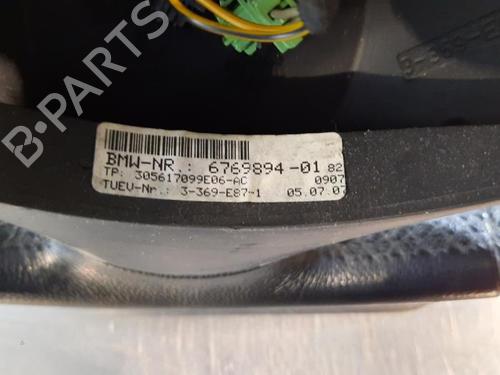 BMW-NR.: 6769894-01 82
TP: 305617099E06-AC 0907
TUEV-Nr.: 3-369-E87-1 05.07.07
B-PARTS